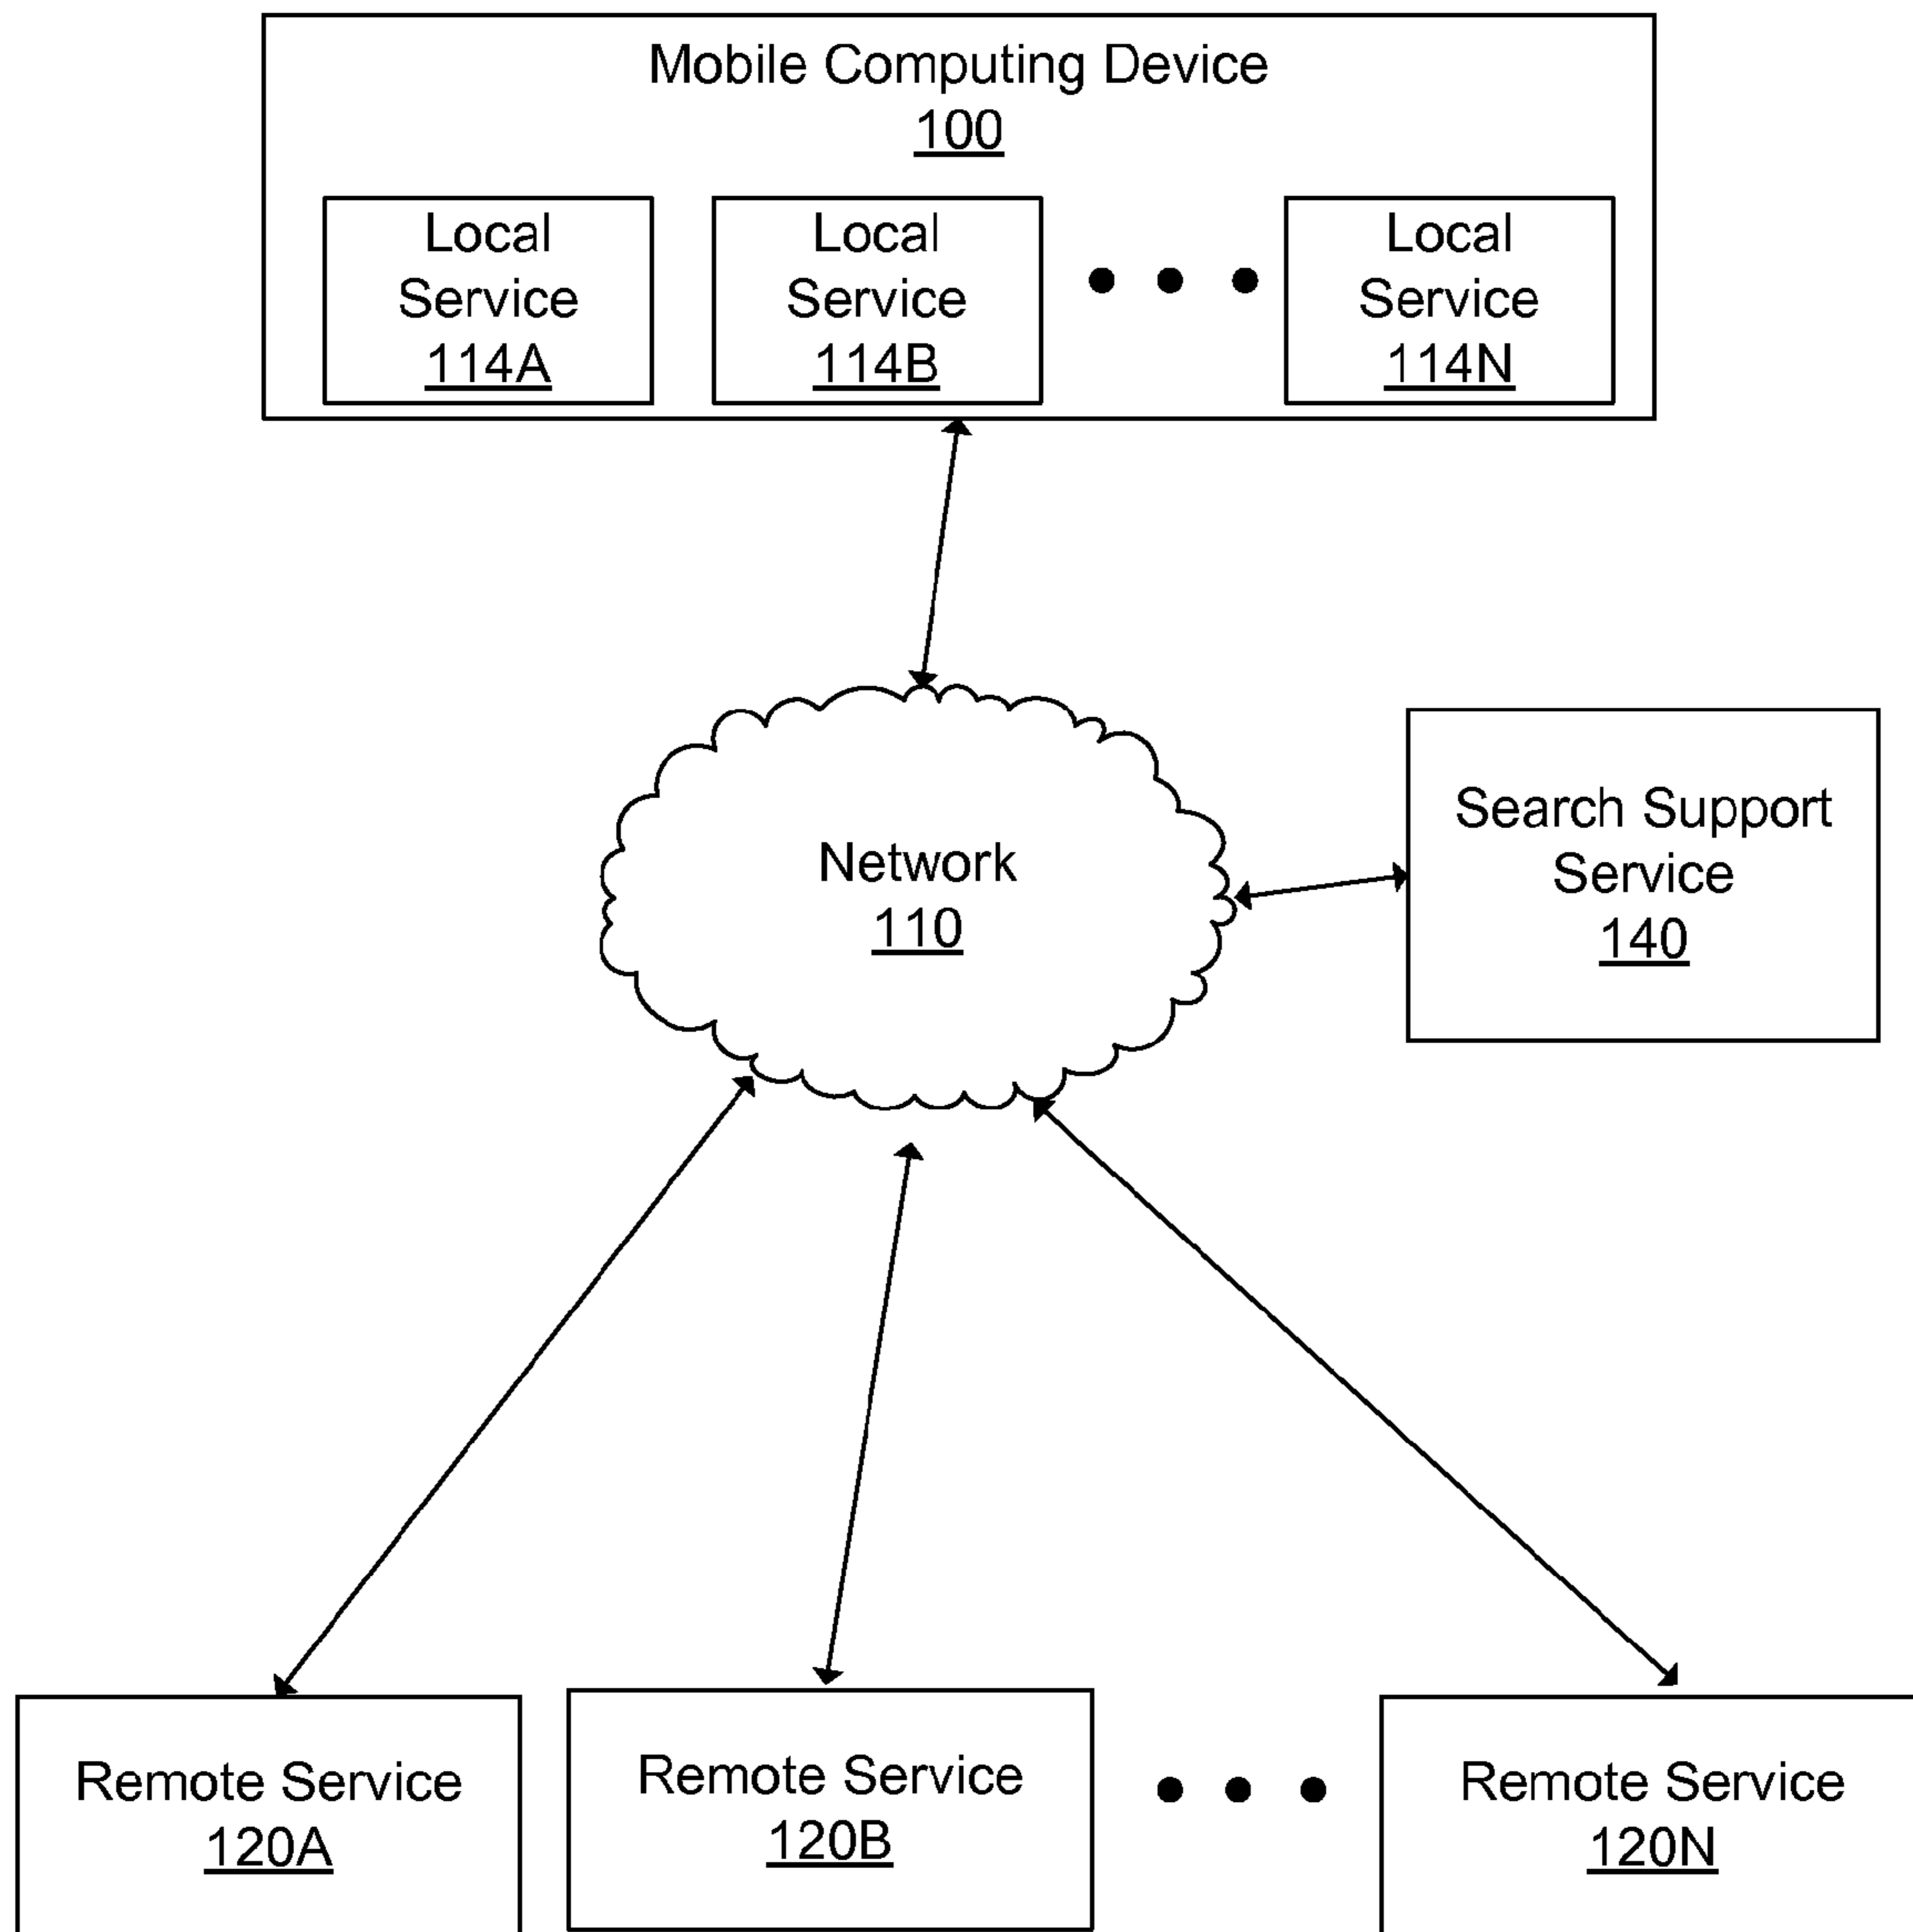 Mobile Computing Device
100
Local
Service
114A
Local
Service
114B
Local
Service
114N
Network
110
Search Support
Service
140
Remote Service
120A
Remote Service
120B
Remote Service
120N